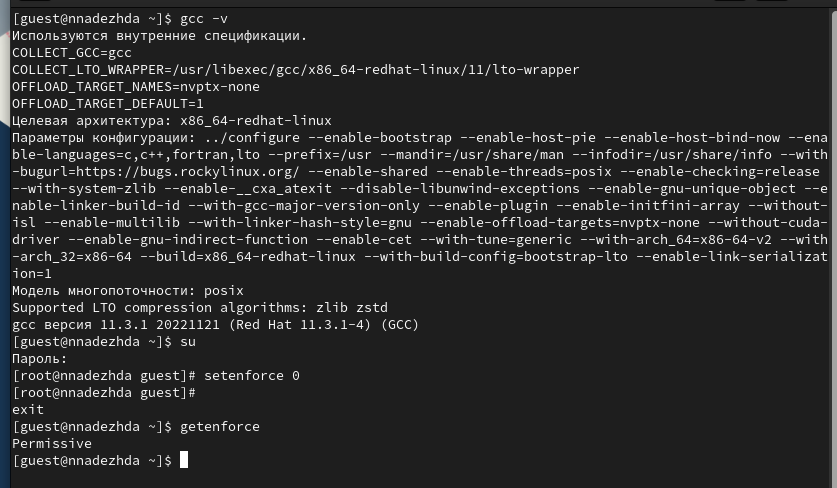 [guest@nnadezhda ~]$ gcc -v
Используются внутренние спецификации.
COLLECT_GCC=gcc
COLLECT_LTO_WRAPPER=/usr/libexec/gcc/x86_64-redhat-linux/11/lto-wrapper
OFFLOAD_TARGET_NAMES=nvptx-none
OFFLOAD_TARGET_DEFAULT=1
Целевая архитектура: x86_64-redhat-linux
Параметры конфигурации: ../configure --enable-bootstrap --enable-host-pie --enable-host-bind-now --ena
ble-languages=c,c++,fortran,lto --prefix=/usr --mandir=/usr/share/man --infodir=/usr/share/info --with
-bugurl=https://bugs.rockylinux.org/ --enable-shared --enable-threads=posix --enable-checking=release
--with-system-zlib --enable-__cxa_atexit --disable-libunwind-exceptions --enable-gnu-unique-object --e
nable-linker-build-id --with-gcc-major-version-only --enable-plugin --enable-initfini-array --without-
isl --enable-multilib --with-linker-hash-style=gnu --enable-offload-targets=nvptx-none --without-cuda-
driver --enable-gnu-indirect-function --enable-cet --with-tune=generic --with-arch_64=x86-64-v2 --with
-arch_32=x86-64 --build=x86_64-redhat-linux --with-build-config=bootstrap-lto --enable-link-serializat
ion=1
Модель многопоточности: posix
Supported LTO compression algorithms: zlib zstd
gcc версия 11.3.1 20221121 (Red Hat 11.3.1-4) (GCC)
[guest@nnadezhda ~]$ su
Пароль:
[root@nnadezhda guest]# setenforce 0
[root@nnadezhda guest]#
exit
[guest@nnadezhda ~]$ getenforce
Permissive
[guest@nnadezhda ~]$